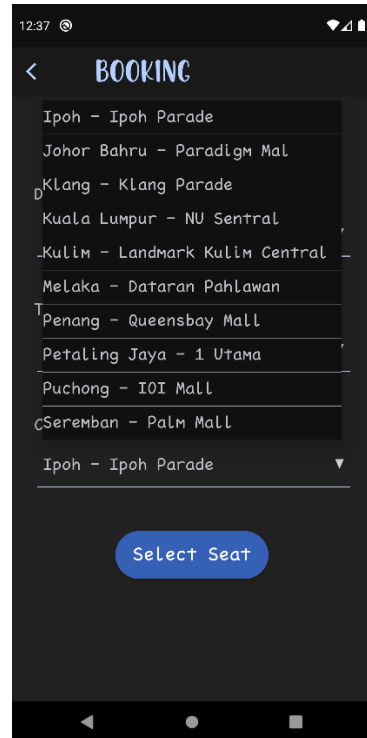 12:37
BOOKING
Ipoh - Ipoh Parade
Johor Bahru - Paradigm Mal
D
Klang - Klang Parade
Kuala Lumpur - NU Sentral
Kulim - Landmark Kulim Central
Melaka - Dataran Pahlawan
T
Penang - Queensbay Mall
Petaling Jaya - 1 Utama
Puchong - IOI Mall
C
Seremban - Palm Mall
Ipoh - Ipoh Parade
Select Seat